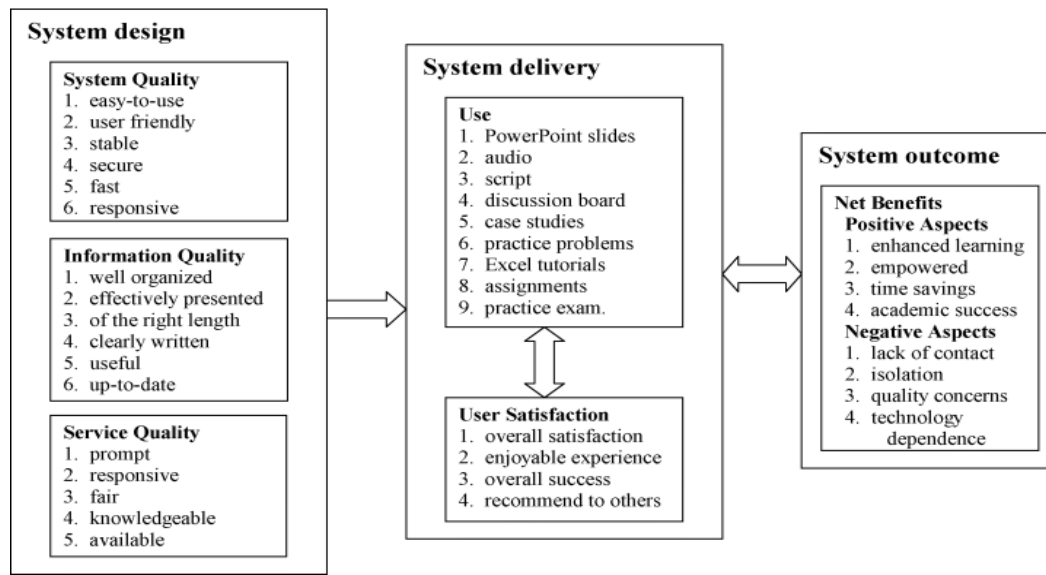 System design
System Quality
1. easy-to-use
2. user friendly
3. stable
4. secure
5. fast
6. responsive
Information Quality
1. well organized
2. effectively presented
3. of the right length
4. clearly written
5. useful
6. up-to-date
Service Quality
1. prompt
2. responsive
3. fair
4. knowledgeable
5. available
System delivery
Use
1. PowerPoint slides
2. audio
3. script
4. discussion board
5. case studies
6. practice problems
7. Excel tutorials
8. assignments
9. practice exam.
User Satisfaction
1. overall satisfaction
2. enjoyable experience
3. overall success
4. recommend to others
System outcome
Net Benefits
Positive Aspects
1. enhanced learning
2. empowered
3. time savings
4. academic success
Negative Aspects
1. lack of contact
2. isolation
3. quality concerns
4. technology
dependence